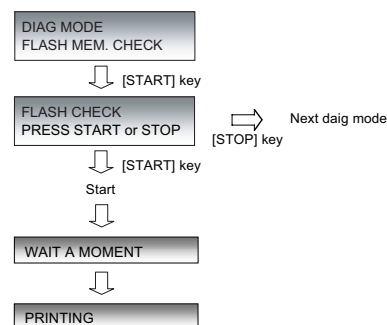 DIAG MODE
FLASH MEM. CHECK
[START] key
FLASH CHECK
PRESS START or STOP
Next daig mode
[STOP] key
[START] key
Start
WAIT A MOMENT
PRINTING